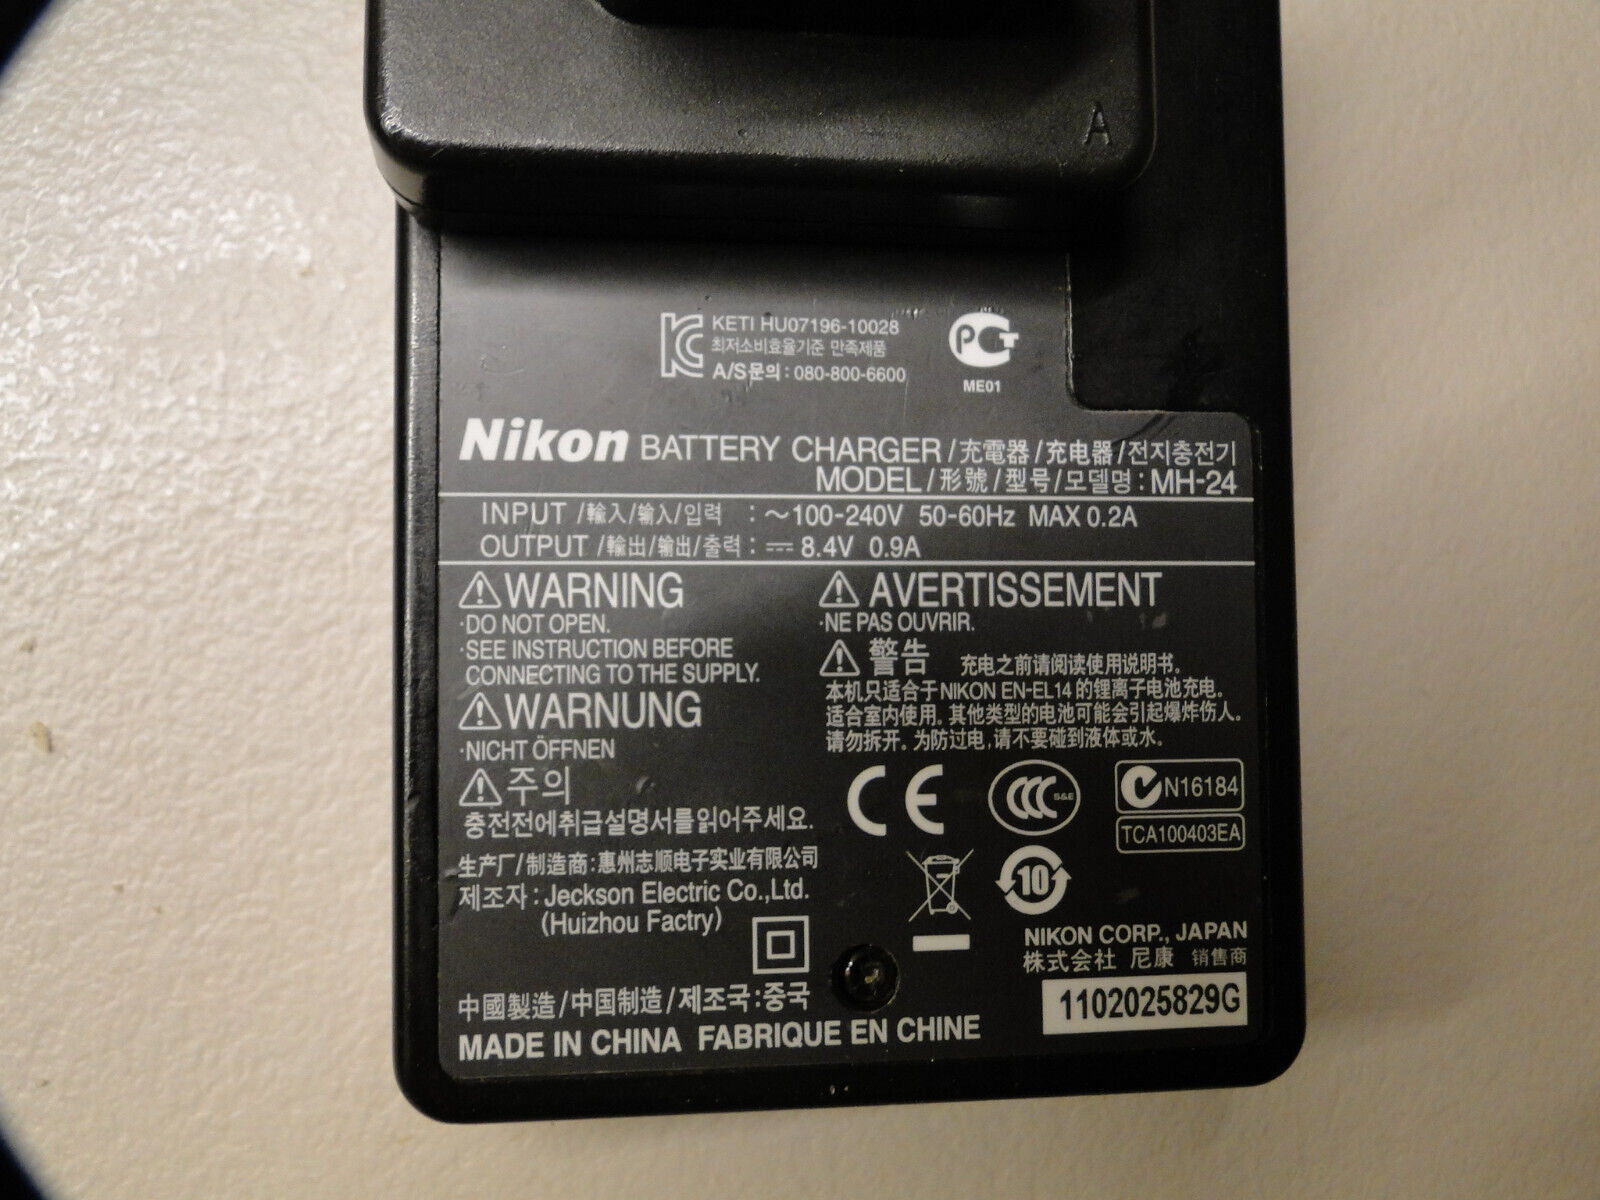 A
KETI HU07196-10028
최저소비효율기준 만족제품
A/S문의 : 080-800-6600
PCT
ME01
Nikon BATTERY CHARGER / 充電器 / 充电器 / 전지충전기
MODEL / 形號 / 型号 / 모델명 : MH-24
INPUT / 輸入 / 输入 / 입력 : ~100-240V 50-60Hz MAX 0.2A
OUTPUT / 輸出 / 输出 / 출력 : ⎓ 8.4V 0.9A
⚠WARNING
·DO NOT OPEN.
·SEE INSTRUCTION BEFORE
CONNECTING TO THE SUPPLY.
⚠WARNUNG
·NICHT ÖFFNEN
⚠주의
충전전에취급설명서를읽어주세요.
⚠ AVERTISSEMENT
·NE PAS OUVRIR.
⚠ 警告 充电之前请阅读使用说明书。
本机只适合于NIKON EN-EL14的锂离子电池充电。
适合室内使用。其他类型的电池可能会引起爆炸伤人。
请勿拆开。为防过电,请不要碰到液体或水。
CE
CCC S&E
N16184
TCA100403EA
10
生产厂/制造商:惠州志顺电子实业有限公司
제조자 : Jeckson Electric Co.,Ltd.
(Huizhou Factry)
NIKON CORP., JAPAN
株式会社 尼康 销售商
1102025829G
中國製造/中国制造/제조국:중국
MADE IN CHINA FABRIQUE EN CHINE